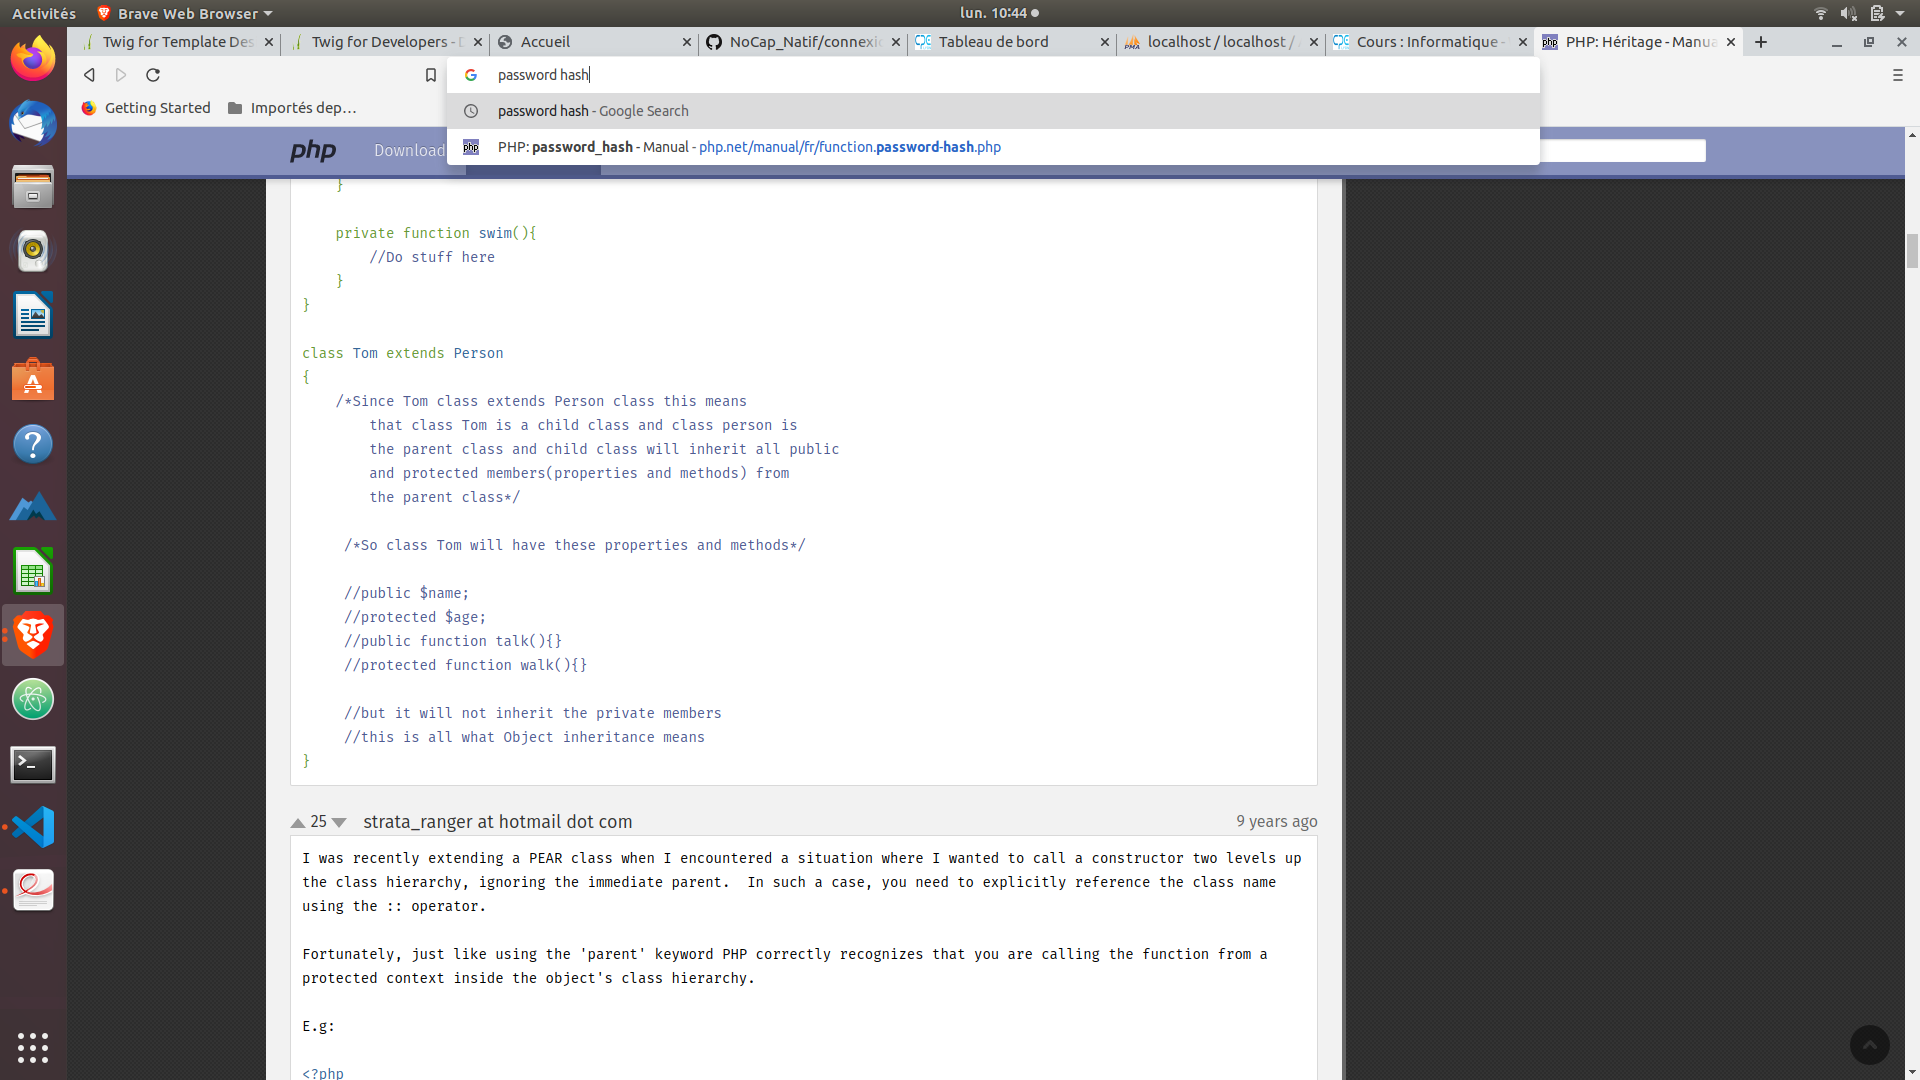 Activités
Brave Web Browser
lun. 10:44
Twig for Template Des
Twig for Developers - D
Accueil
NoCap_Natif/connexio
Tableau de bord
localhost / localhost /
Cours : Informatique -
PHP: Héritage - Manua
password hash
Getting Started
Importés dep…
password hash - Google Search
PHP: password_hash - Manual - php.net/manual/fr/function.password-hash.php
php
Download
}
private function swim(){
//Do stuff here
}
}
class Tom extends Person
{
/*Since Tom class extends Person class this means
that class Tom is a child class and class person is
the parent class and child class will inherit all public
and protected members(properties and methods) from
the parent class*/
/*So class Tom will have these properties and methods*/
//public $name;
//protected $age;
//public function talk(){}
//protected function walk(){}
//but it will not inherit the private members
//this is all what Object inheritance means
}
25
strata_ranger at hotmail dot com
9 years ago
I was recently extending a PEAR class when I encountered a situation where I wanted to call a constructor two levels up
the class hierarchy, ignoring the immediate parent.  In such a case, you need to explicitly reference the class name
using the :: operator.
Fortunately, just like using the 'parent' keyword PHP correctly recognizes that you are calling the function from a
protected context inside the object's class hierarchy.
E.g:
<?php